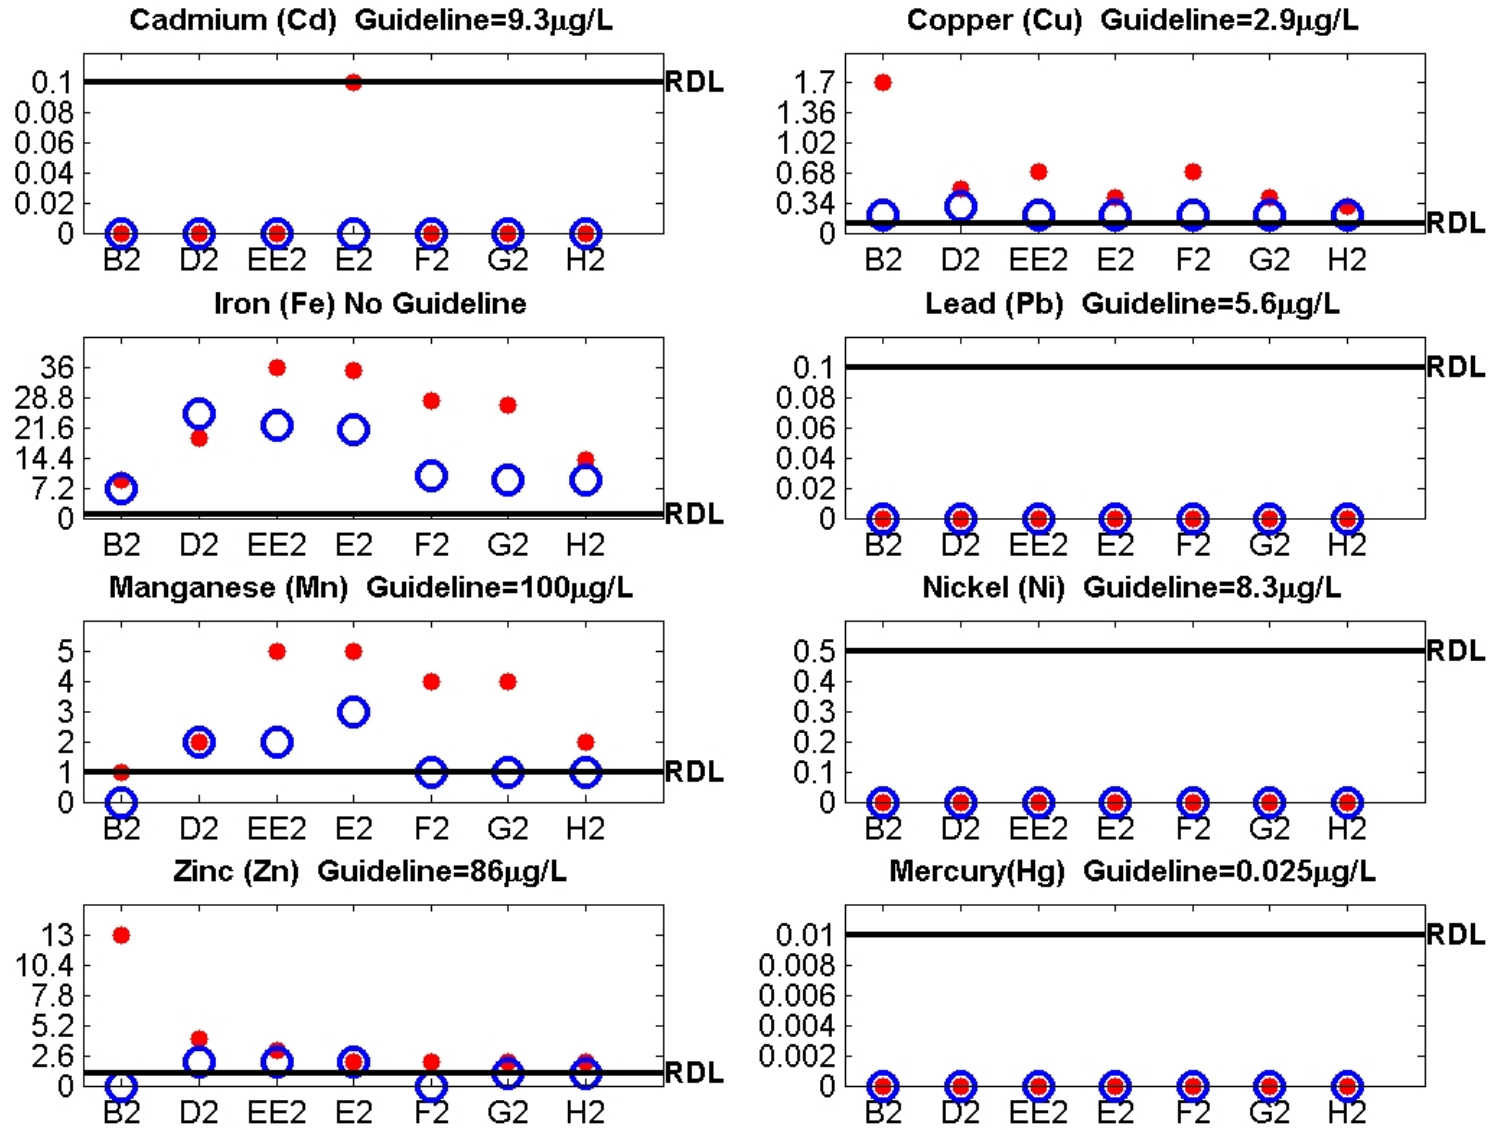 Cadmium (Cd)  Guideline=9.3µg/L
0.1
0.08
0.06
0.04
0.02
0
RDL
B2 D2 EE2 E2 F2 G2 H2
Copper (Cu)  Guideline=2.9µg/L
1.7
1.36
1.02
0.68
0.34
0
RDL
B2 D2 EE2 E2 F2 G2 H2
Iron (Fe) No Guideline
36
28.8
21.6
14.4
7.2
0
RDL
B2 D2 EE2 E2 F2 G2 H2
Lead (Pb)  Guideline=5.6µg/L
0.1
0.08
0.06
0.04
0.02
0
RDL
B2 D2 EE2 E2 F2 G2 H2
Manganese (Mn)  Guideline=100µg/L
5
4
3
2
1
0
RDL
B2 D2 EE2 E2 F2 G2 H2
Nickel (Ni)  Guideline=8.3µg/L
0.5
0.4
0.3
0.2
0.1
0
RDL
B2 D2 EE2 E2 F2 G2 H2
Zinc (Zn)  Guideline=86µg/L
13
10.4
7.8
5.2
2.6
0
RDL
B2 D2 EE2 E2 F2 G2 H2
Mercury(Hg)  Guideline=0.025µg/L
0.01
0.008
0.006
0.004
0.002
0
RDL
B2 D2 EE2 E2 F2 G2 H2